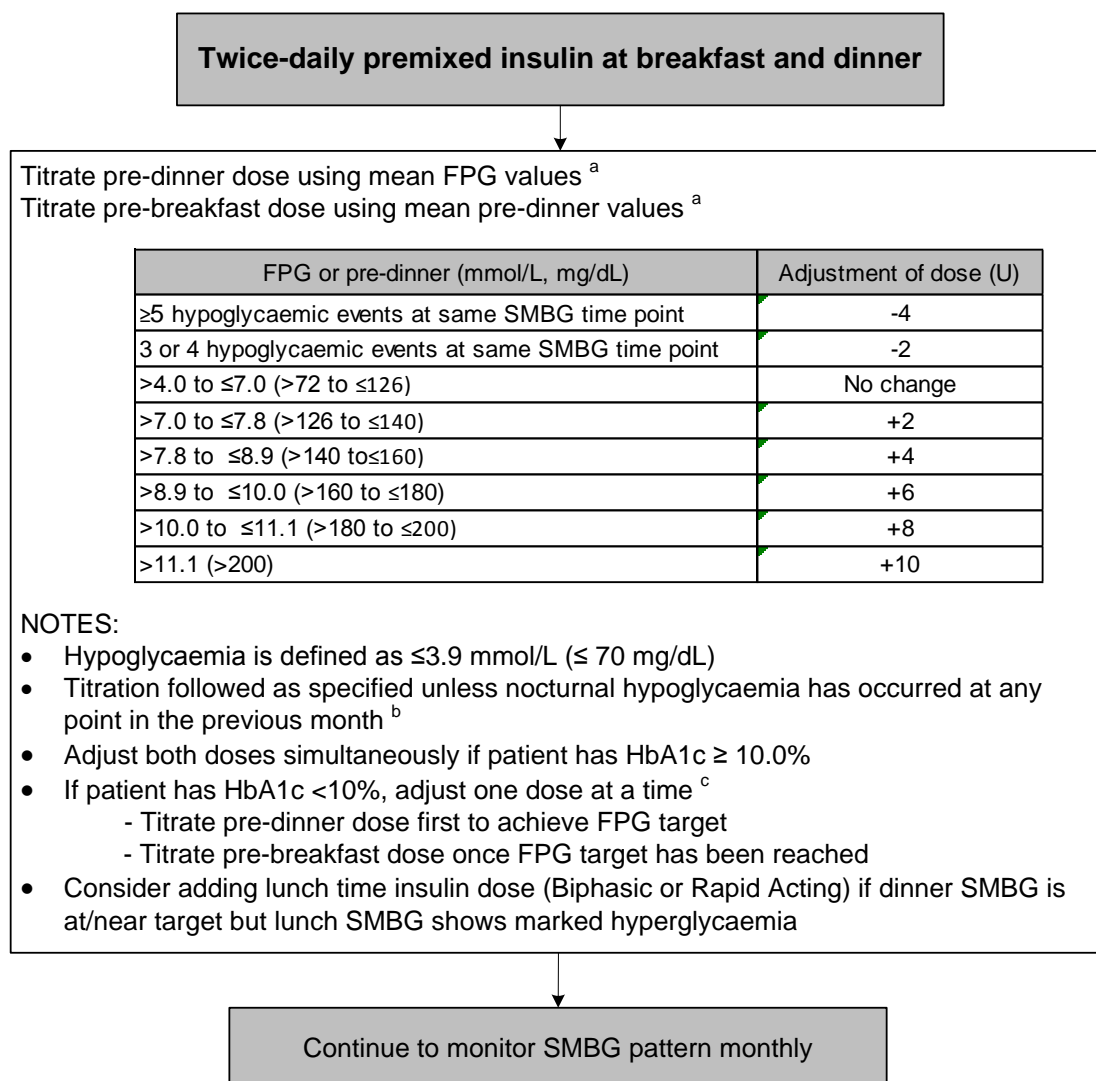 Twice-daily premixed insulin at breakfast and dinner
Titrate pre-dinner dose using mean FPG values a
Titrate pre-breakfast dose using mean pre-dinner values a
FPG or pre-dinner (mmol/L, mg/dL) Adjustment of dose (U)
≥5 hypoglycaemic events at same SMBG time point -4
3 or 4 hypoglycaemic events at same SMBG time point -2
>4.0 to ≤7.0 (>72 to ≤126) No change
>7.0 to ≤7.8 (>126 to ≤140) +2
>7.8 to ≤8.9 (>140 to≤160) +4
>8.9 to ≤10.0 (>160 to ≤180) +6
>10.0 to ≤11.1 (>180 to ≤200) +8
>11.1 (>200) +10
NOTES:
• Hypoglycaemia is defined as ≤3.9 mmol/L (≤ 70 mg/dL)
• Titration followed as specified unless nocturnal hypoglycaemia has occurred at any
point in the previous month b
• Adjust both doses simultaneously if patient has HbA1c ≥ 10.0%
• If patient has HbA1c <10%, adjust one dose at a time c
- Titrate pre-dinner dose first to achieve FPG target
- Titrate pre-breakfast dose once FPG target has been reached
• Consider adding lunch time insulin dose (Biphasic or Rapid Acting) if dinner SMBG is
at/near target but lunch SMBG shows marked hyperglycaemia
Continue to monitor SMBG pattern monthly